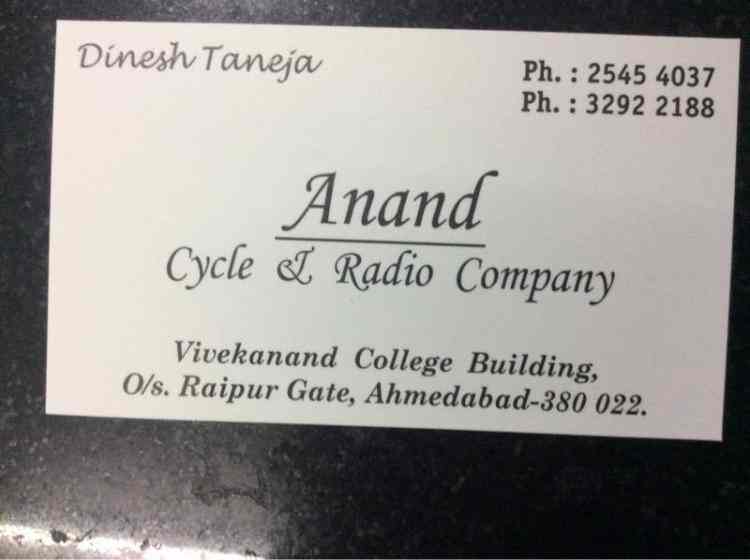 Dinesh Taneja
Ph. : 2545 4037
Ph. : 3292 2188
Anand
Cycle & Radio Company
Vivekanand College Building,
O/s. Raipur Gate, Ahmedabad-380 022.